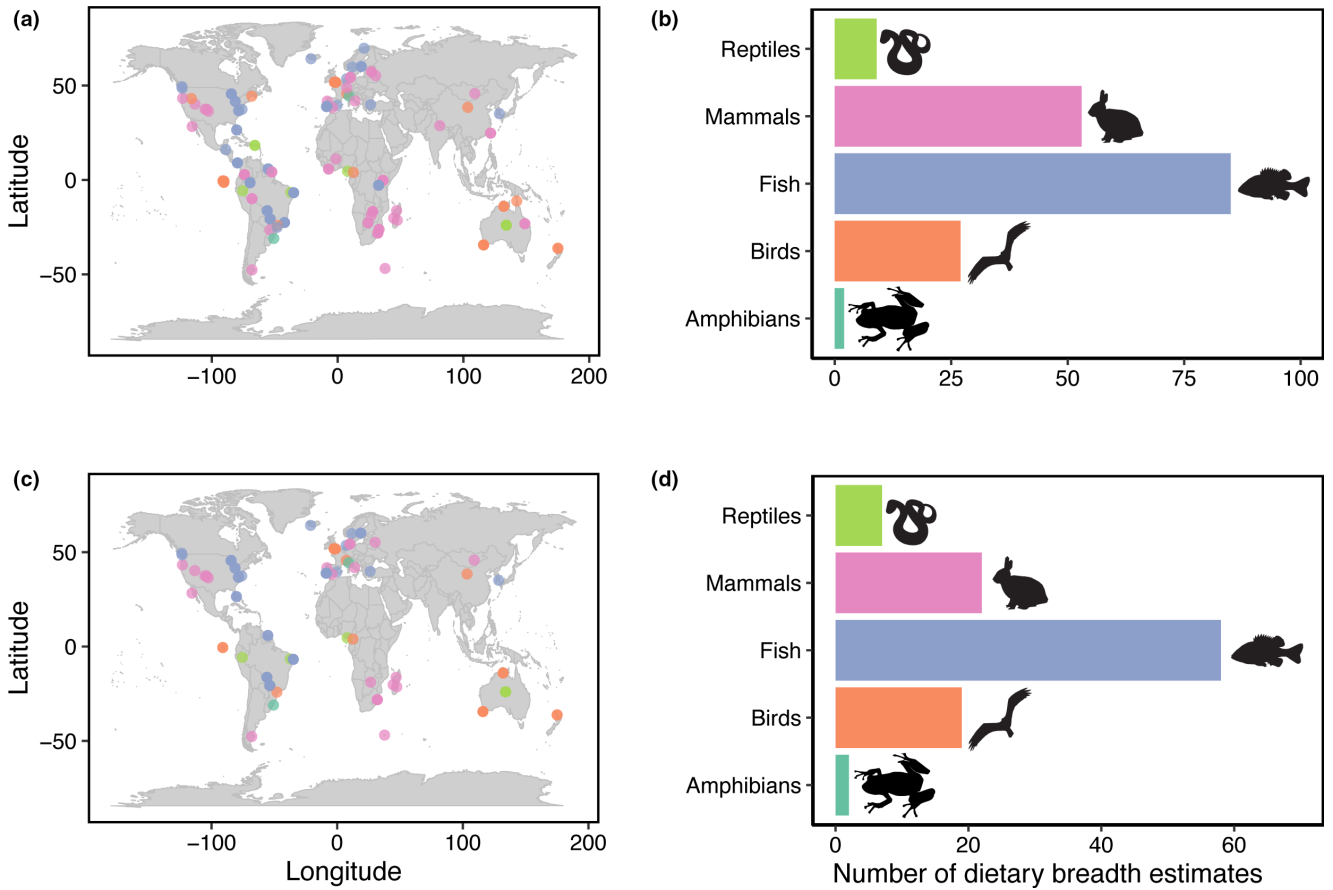 (a)
Latitude
50
0
−50
−100 0 100 200
(b)
Reptiles
Mammals
Fish
Birds
Amphibians
0 25 50 75 100
(c)
Latitude
50
0
−50
−100 0 100 200
Longitude
(d)
Reptiles
Mammals
Fish
Birds
Amphibians
0 20 40 60
Number of dietary breadth estimates